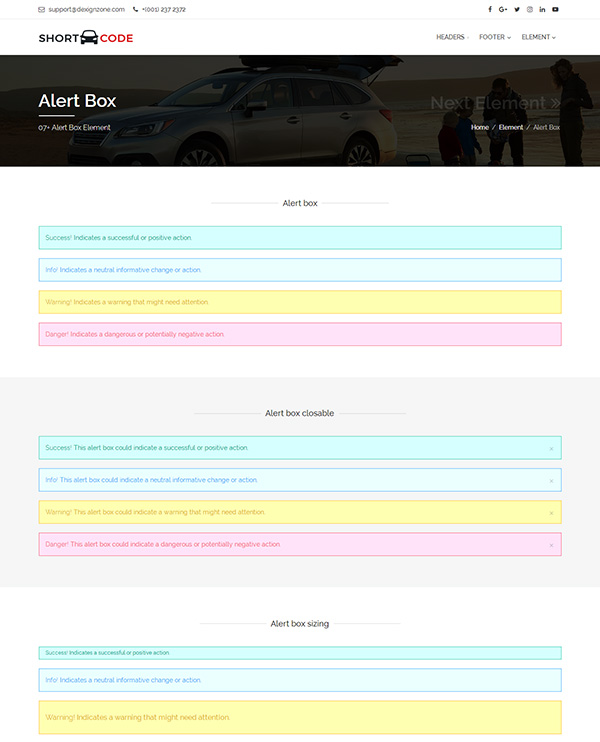 support@dexignzone.com +(001) 237 2372
SHORT CODE
HEADERS FOOTER ELEMENT
Alert Box
Next Element »
07+ Alert Box Element
Home / Element / Alert Box
Alert box
Success! Indicates a successful or positive action.
Info! Indicates a neutral informative change or action.
Warning! Indicates a warning that might need attention.
Danger! Indicates a dangerous or potentially negative action.
Alert box closable
Success! This alert box could indicate a successful or positive action. ×
Info! This alert box could indicate a neutral informative change or action. ×
Warning! This alert box could indicate a warning that might need attention. ×
Danger! This alert box could indicate a dangerous or potentially negative action. ×
Alert box sizing
Success! Indicates a successful or positive action.
Info! Indicates a neutral informative change or action.
Warning! Indicates a warning that might need attention.